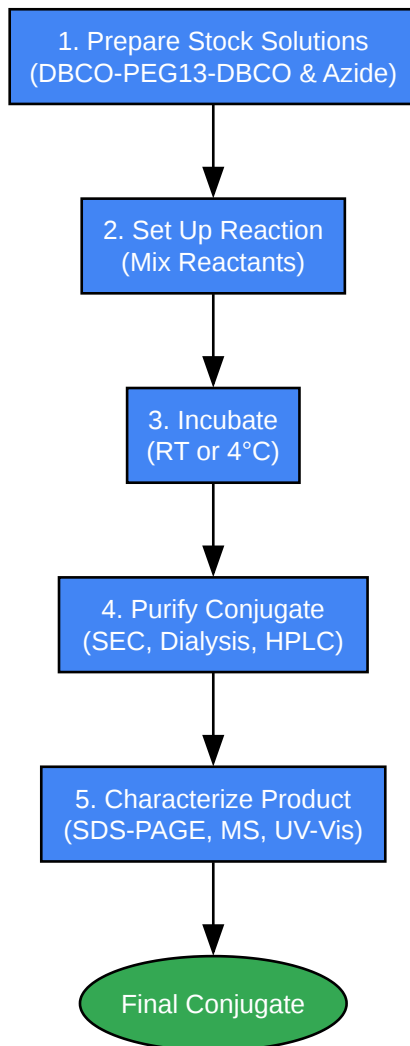 1. Prepare Stock Solutions
(DBCO-PEG13-DBCO & Azide)
2. Set Up Reaction
(Mix Reactants)
3. Incubate
(RT or 4°C)
4. Purify Conjugate
(SEC, Dialysis, HPLC)
5. Characterize Product
(SDS-PAGE, MS, UV-Vis)
Final Conjugate